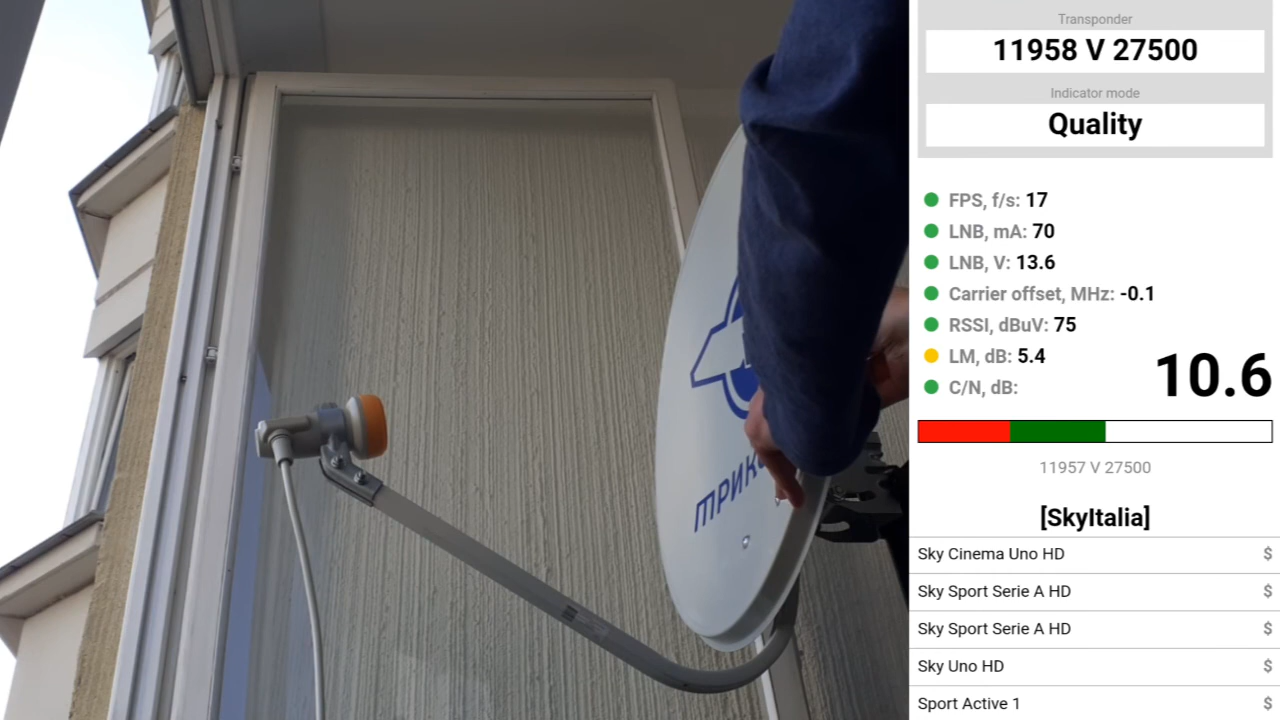 Transponder
11958 V 27500
Indicator mode
Quality
FPS, f/s: 17
LNB, mA: 70
LNB, V: 13.6
Carrier offset, MHz: -0.1
RSSI, dBuV: 75
LM, dB: 5.4
C/N, dB: 10.6
11957 V 27500
[SkyItalia]
Sky Cinema Uno HD $
Sky Sport Serie A HD $
Sky Sport Serie A HD $
Sky Uno HD $
Sport Active 1 $